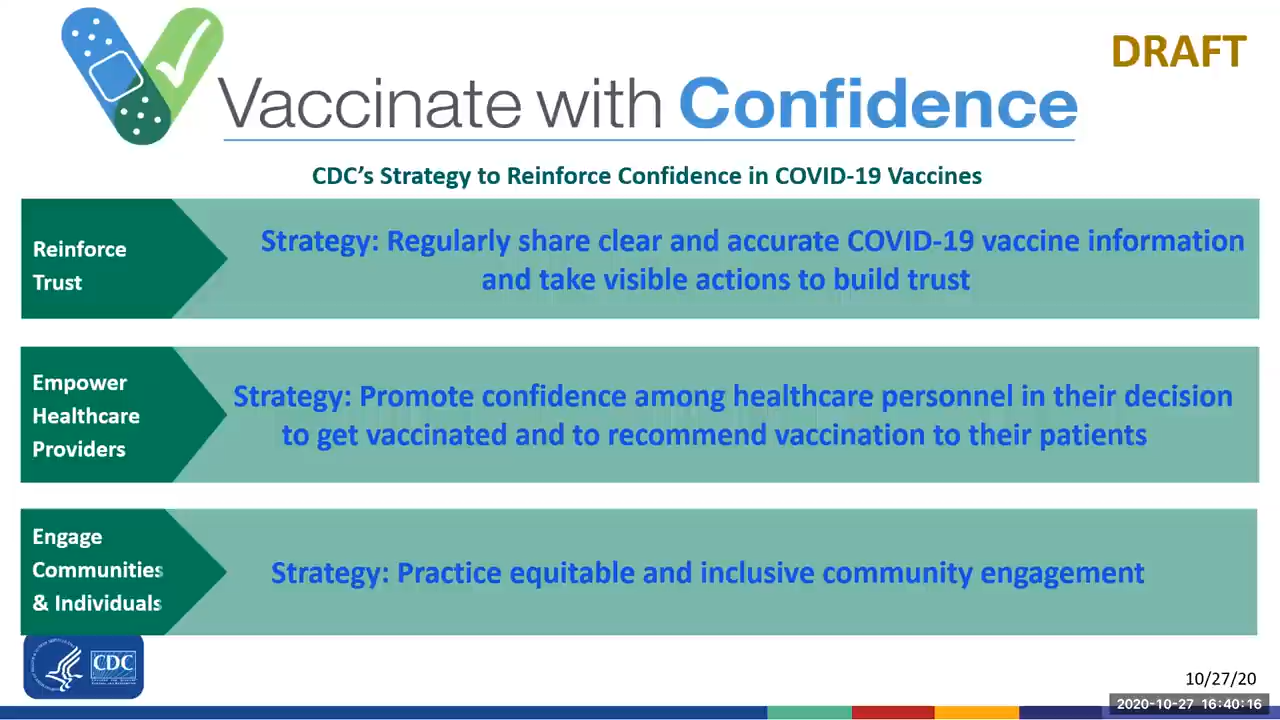 DRAFT
Vaccinate with Confidence
CDC’s Strategy to Reinforce Confidence in COVID-19 Vaccines
Reinforce
Trust
Strategy: Regularly share clear and accurate COVID-19 vaccine information
and take visible actions to build trust
Empower
Healthcare
Providers
Strategy: Promote confidence among healthcare personnel in their decision
to get vaccinated and to recommend vaccination to their patients
Engage
Communities
& Individuals
Strategy: Practice equitable and inclusive community engagement
CDC
10/27/20
2020-10-27 16:40:16